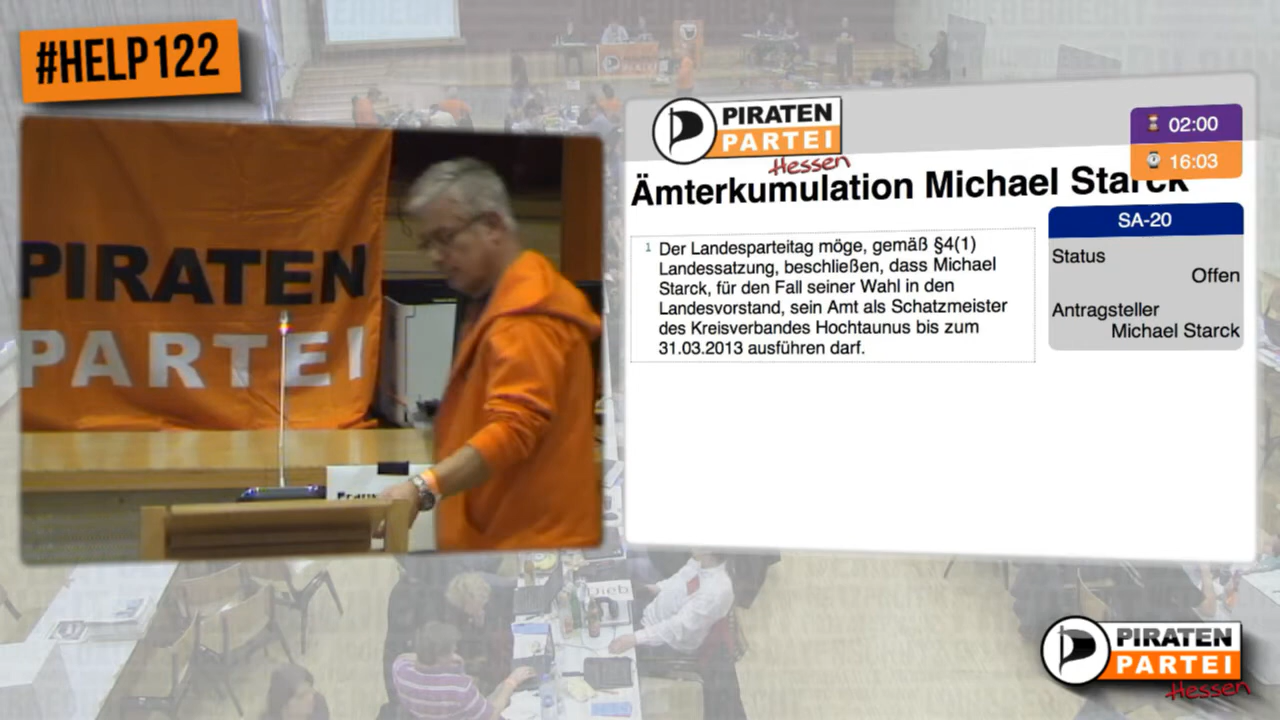 #HELP122
PIRATEN
PARTEI
PIRATEN
PARTEI
Hessen
02:00
16:03
Ämterkumulation Michael Starck
1 Der Landesparteitag möge, gemäß §4(1)
Landessatzung, beschließen, dass Michael
Starck, für den Fall seiner Wahl in den
Landesvorstand, sein Amt als Schatzmeister
des Kreisverbandes Hochtaunus bis zum
31.03.2013 ausführen darf.
SA-20
Status
Offen
Antragsteller
Michael Starck
PIRATEN
PARTEI
Hessen